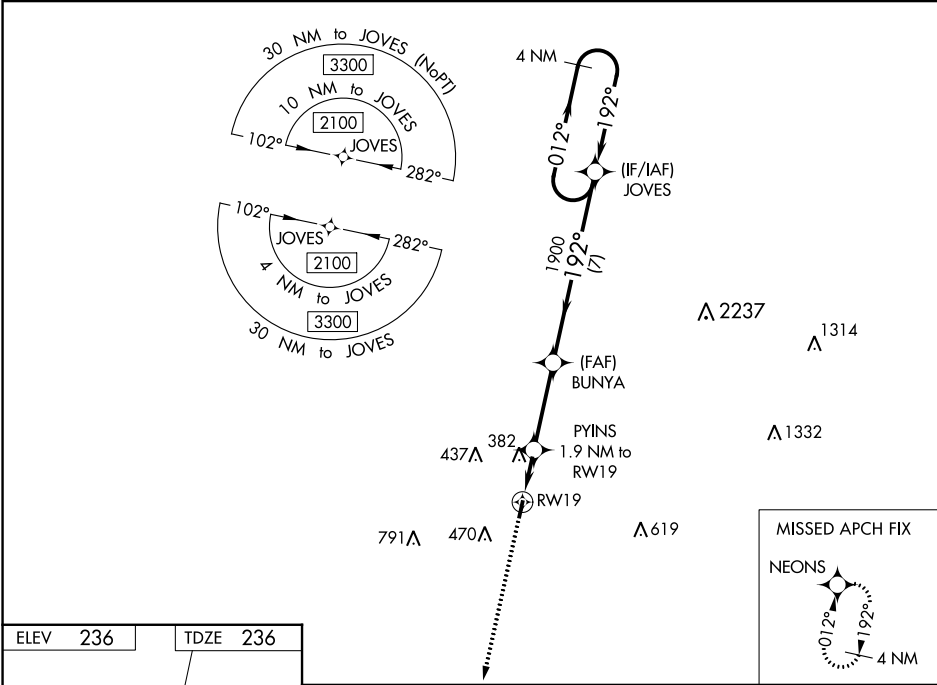 30 NM to JOVES (NoPT)
3300
10 NM to JOVES
2100
JOVES
102°
282°
102°
282°
JOVES
2100
4 NM to JOVES
3300
30 NM to JOVES
4 NM
012°
192°
(IF/IAF)
JOVES
1900
192°
(7)
2237
1314
(FAF)
BUNYA
1332
437
382
PYINS
1.9 NM to
RW19
RW19
791
470
619
MISSED APCH FIX
NEONS
012°
192°
4 NM
ELEV 236
TDZE 236